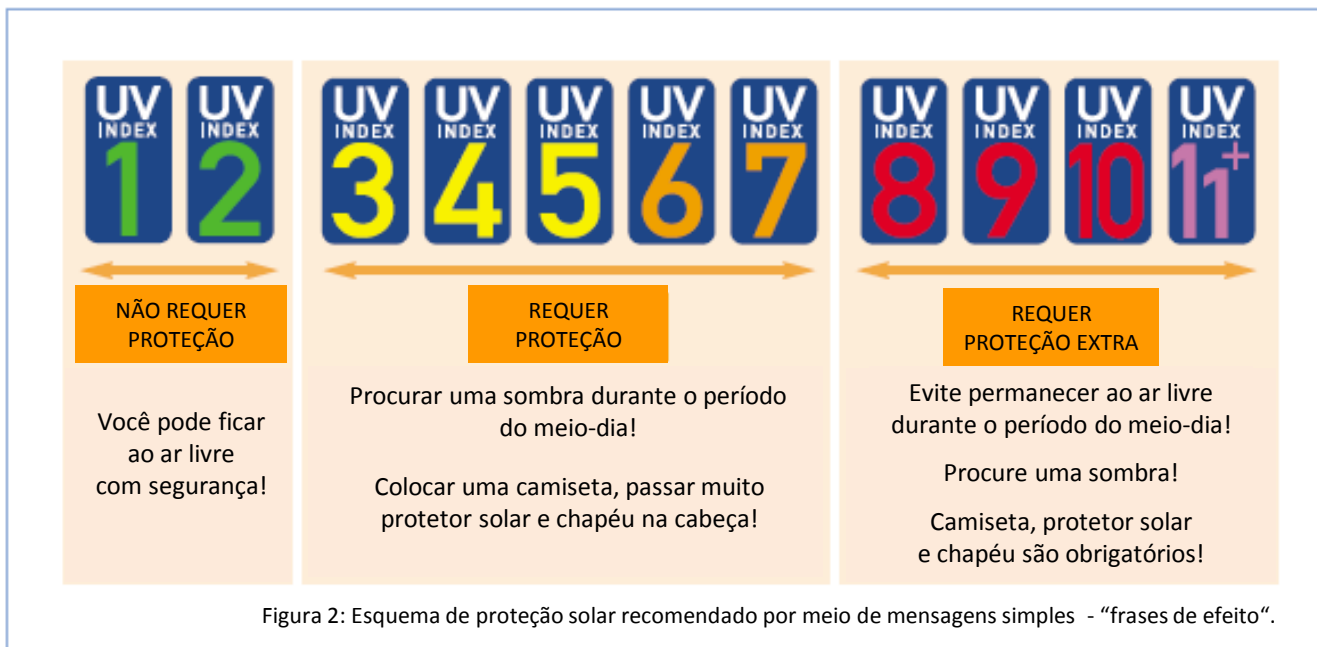 UV INDEX 1
UV INDEX 2
NÃO REQUER
PROTEÇÃO
Você pode ficar
ao ar livre
com segurança!
UV INDEX 3
UV INDEX 4
UV INDEX 5
UV INDEX 6
UV INDEX 7
REQUER
PROTEÇÃO
Procurar uma sombra durante o período
do meio-dia!
Colocar uma camiseta, passar muito
protetor solar e chapéu na cabeça!
UV INDEX 8
UV INDEX 9
UV INDEX 10
UV INDEX 11+
REQUER
PROTEÇÃO EXTRA
Evite permanecer ao ar livre
durante o período do meio-dia!
Procure uma sombra!
Camiseta, protetor solar
e chapéu são obrigatórios!
Figura 2: Esquema de proteção solar recomendado por meio de mensagens simples - “frases de efeito“.